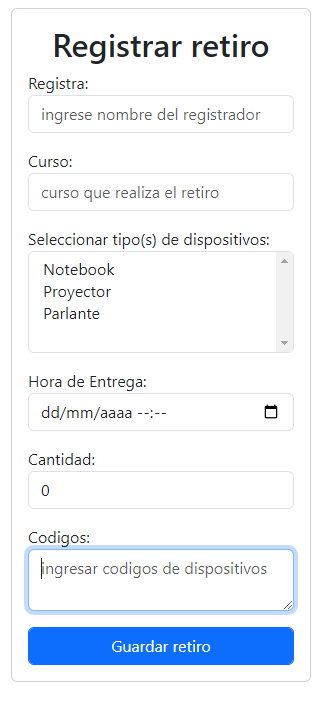 Registrar retiro
Registra:
ingrese nombre del registrador
Curso:
curso que realiza el retiro
Seleccionar tipo(s) de dispositivos:
Notebook
Proyector
Parlante
Hora de Entrega:
dd/mm/aaaa --:--
Cantidad:
0
Codigos:
ingresar codigos de dispositivos
Guardar retiro